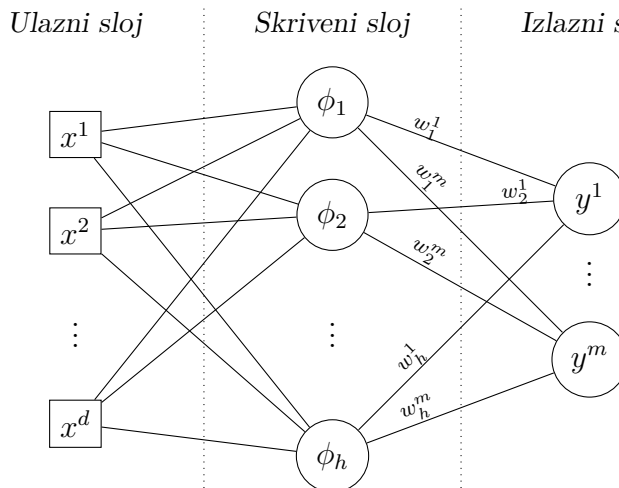 Ulazni sloj Skriveni sloj Izlazni s
x^1 ϕ_1 w_1^1
w_1^m
x^2 ϕ_2 w_2^1 y^1
w_2^m
⋮ ⋮ ⋮
w_h^1 y^m
x^d ϕ_h w_h^m